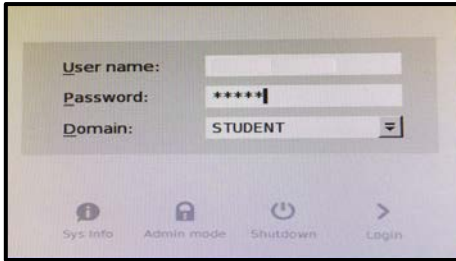 User name:
Password: *****
Domain: STUDENT
Sys Info Admin mode Shutdown Login